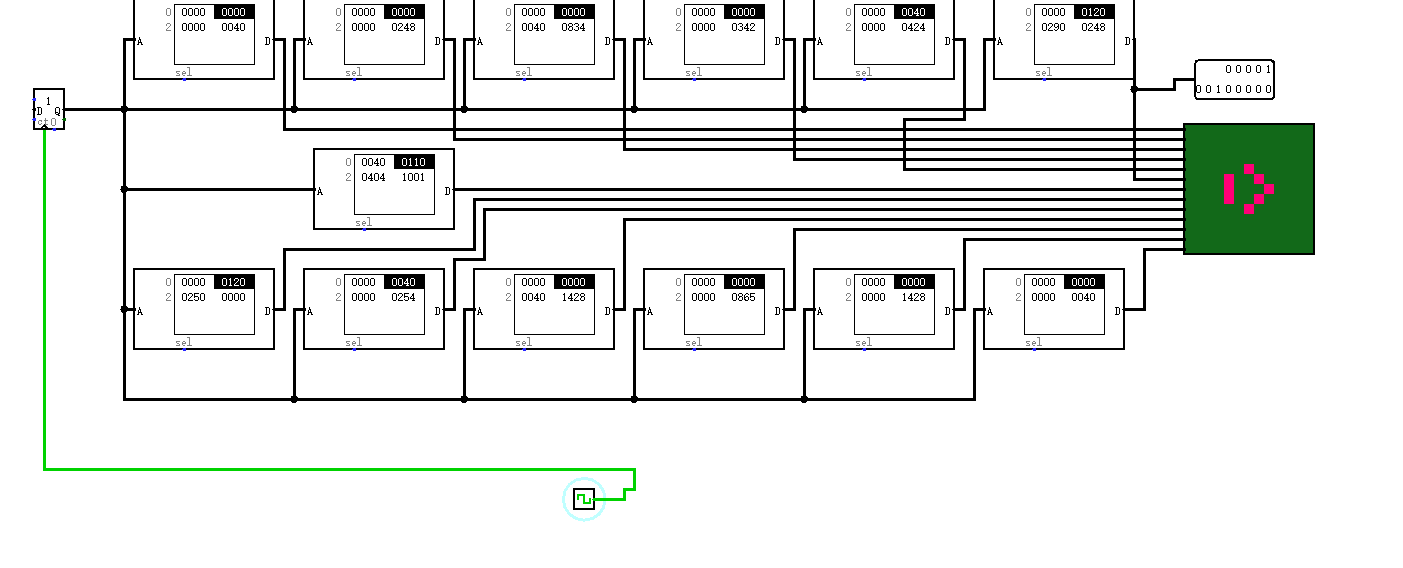 0 0000 0000
2 0000 0040
A D
sel
0 0000 0000
2 0000 0248
A D
sel
0 0000 0000
2 0040 0834
A D
sel
0 0000 0000
2 0000 0342
A D
sel
0 0000 0040
2 0000 0424
A D
sel
0 0000 0120
2 0290 0248
A D
sel
00001
00100000
1
D Q
ct0
0 0040 0110
2 0404 1001
A D
sel
0 0000 0120
2 0250 0000
A D
sel
0 0000 0040
2 0000 0254
A D
sel
0 0000 0000
2 0040 1428
A D
sel
0 0000 0000
2 0000 0865
A D
sel
0 0000 0000
2 0000 1428
A D
sel
0 0000 0000
2 0000 0040
A D
sel